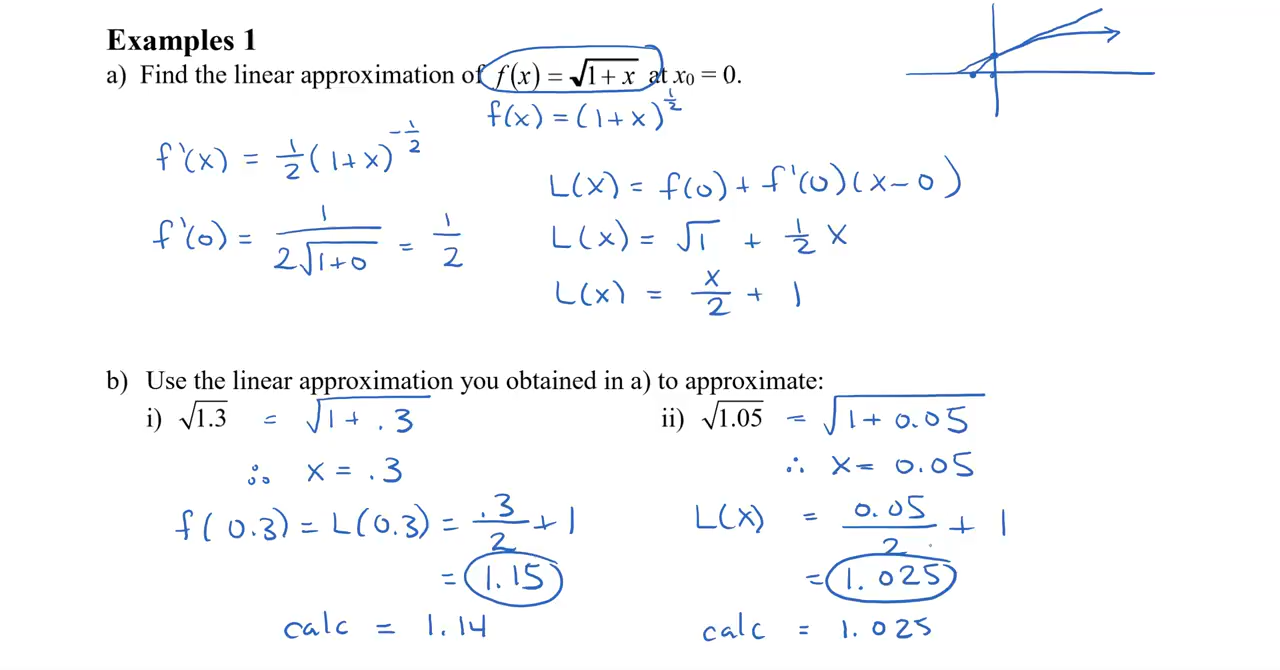 Examples 1
a) Find the linear approximation of f(x) = √(1 + x) at x₀ = 0.
f(x) = (1+x)^(1/2)
f'(x) = 1/2 (1+x)^(-1/2)
L(x) = f(0) + f'(0)(x-0)
f'(0) = 1/(2√(1+0)) = 1/2
L(x) = √1 + 1/2 x
L(x) = x/2 + 1
b) Use the linear approximation you obtained in a) to approximate:
i) √1.3 = √(1 + .3)
ii) √1.05 = √(1 + 0.05)
∴ x = .3
∴ x = 0.05
f(0.3) = L(0.3) = .3/2 + 1
L(x) = 0.05/2 + 1
= 1.15
= 1.025
calc = 1.14
calc = 1.025